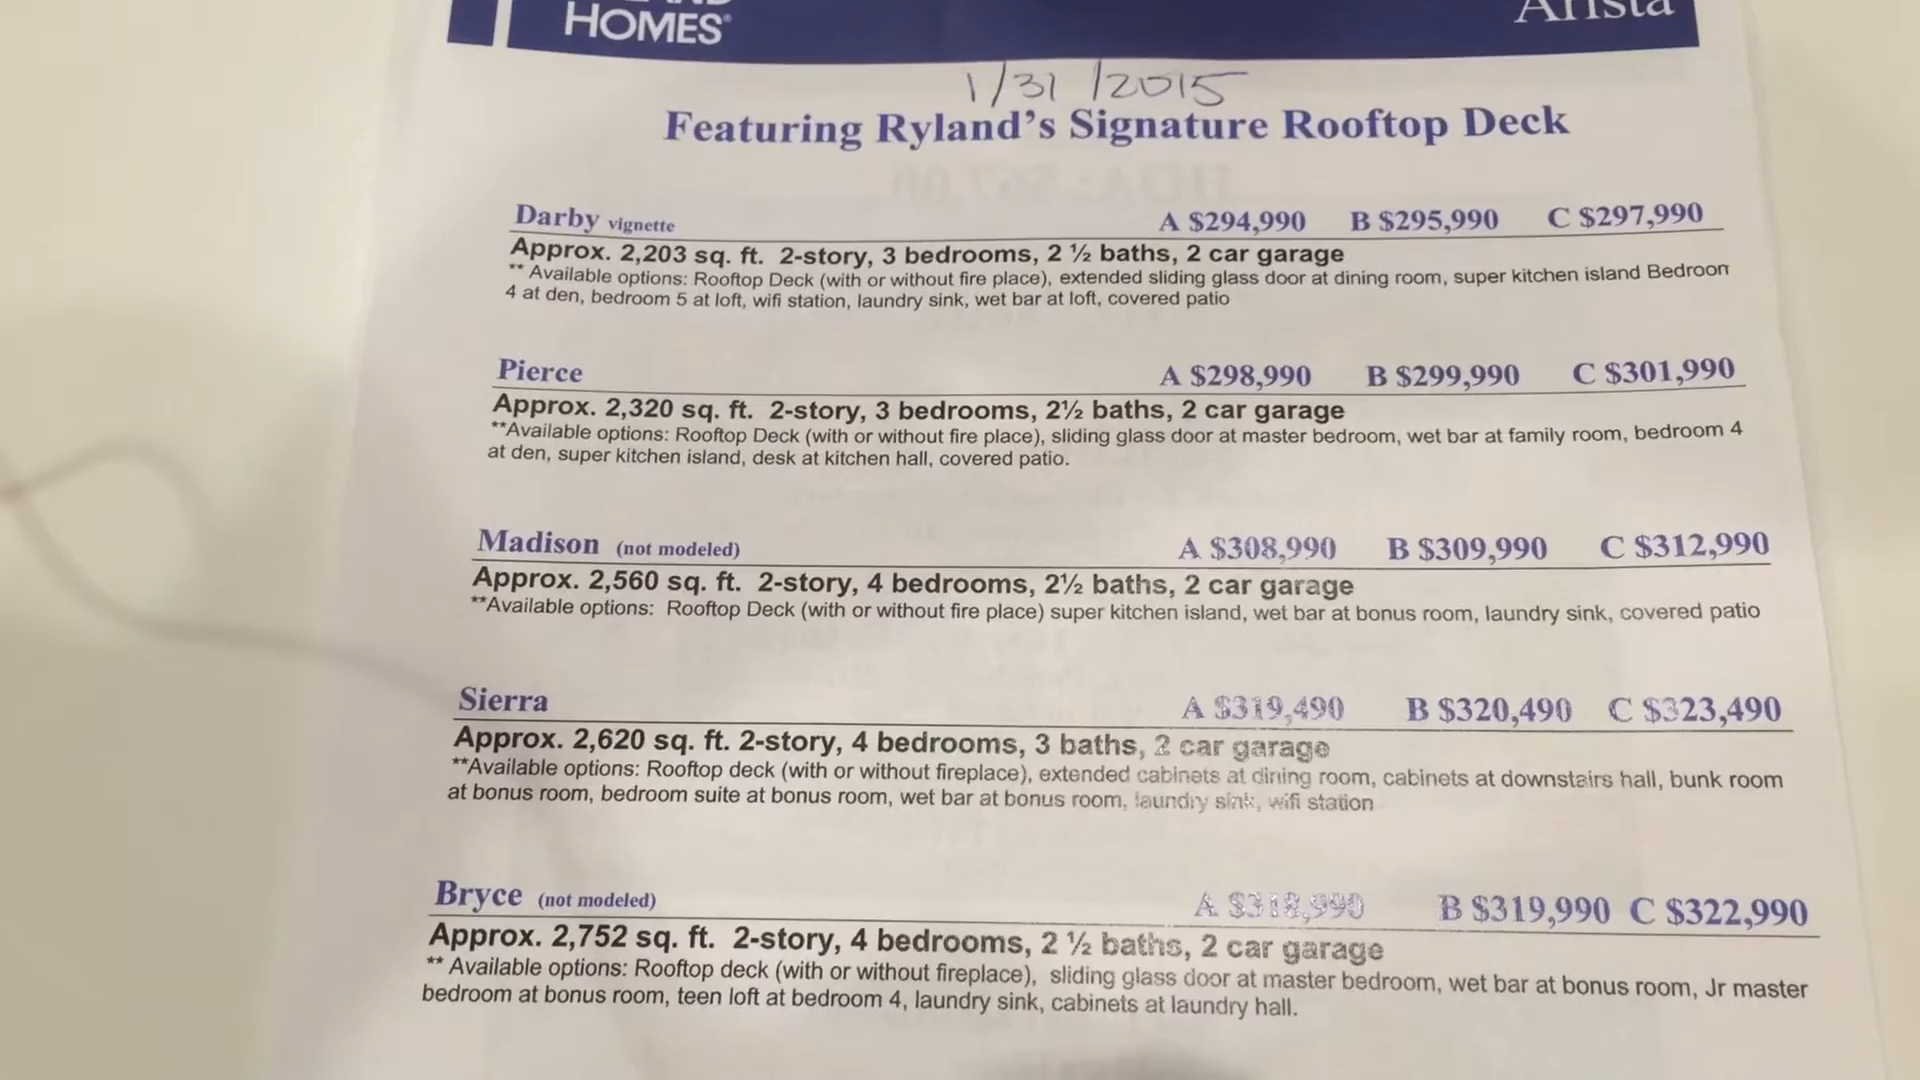 HOMES
Arista
1/31/2015
Featuring Ryland's Signature Rooftop Deck
Darby vignette A $294,990 B $295,990 C $297,990
Approx. 2,203 sq. ft. 2-story, 3 bedrooms, 2 ½ baths, 2 car garage
** Available options: Rooftop Deck (with or without fire place), extended sliding glass door at dining room, super kitchen island Bedroom
4 at den, bedroom 5 at loft, wifi station, laundry sink, wet bar at loft, covered patio
Pierce A $298,990 B $299,990 C $301,990
Approx. 2,320 sq. ft. 2-story, 3 bedrooms, 2½ baths, 2 car garage
**Available options: Rooftop Deck (with or without fire place), sliding glass door at master bedroom, wet bar at family room, bedroom 4
at den, super kitchen island, desk at kitchen hall, covered patio.
Madison (not modeled) A $308,990 B $309,990 C $312,990
Approx. 2,560 sq. ft. 2-story, 4 bedrooms, 2½ baths, 2 car garage
**Available options: Rooftop Deck (with or without fire place) super kitchen island, wet bar at bonus room, laundry sink, covered patio
Sierra A $319,490 B $320,490 C $323,490
Approx. 2,620 sq. ft. 2-story, 4 bedrooms, 3 baths, 2 car garage
**Available options: Rooftop deck (with or without fireplace), extended cabinets at dining room, cabinets at downstairs hall, bunk room
at bonus room, bedroom suite at bonus room, wet bar at bonus room, laundry sink, wifi station
Bryce (not modeled) A $318,990 B $319,990 C $322,990
Approx. 2,752 sq. ft. 2-story, 4 bedrooms, 2 ½ baths, 2 car garage
** Available options: Rooftop deck (with or without fireplace), sliding glass door at master bedroom, wet bar at bonus room, Jr master
bedroom at bonus room, teen loft at bedroom 4, laundry sink, cabinets at laundry hall.